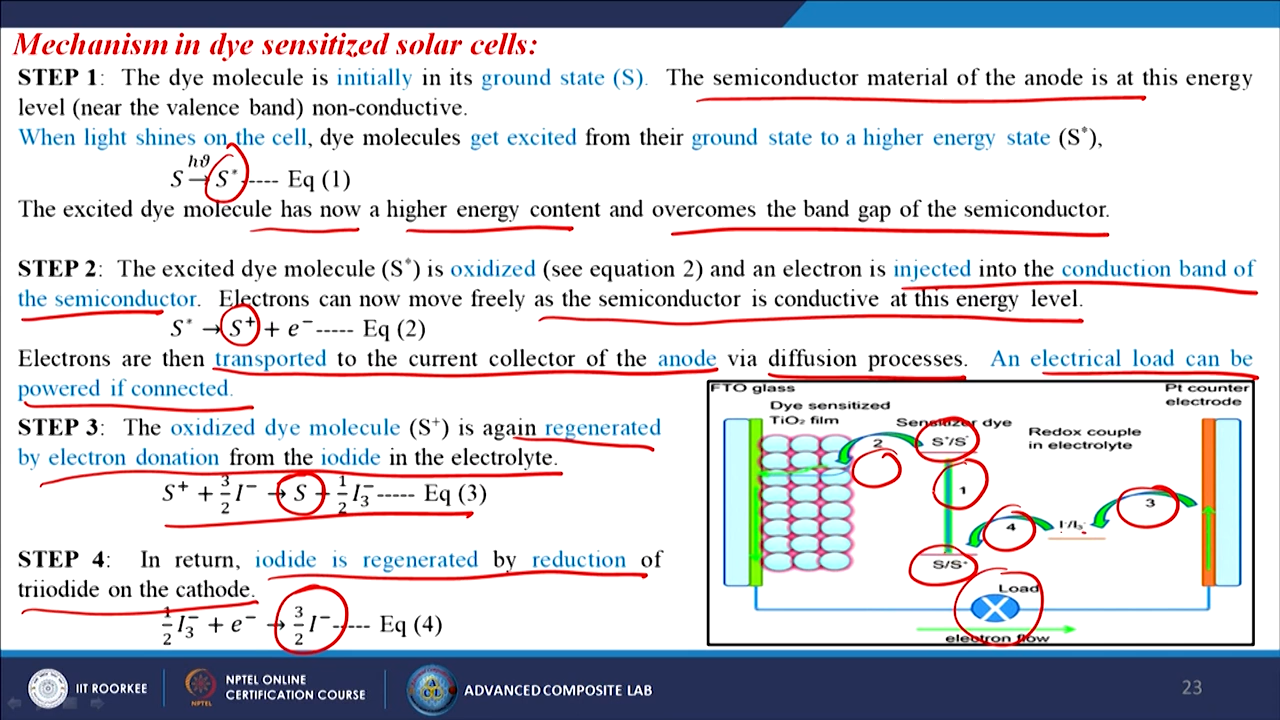 Mechanism in dye sensitized solar cells:
STEP 1: The dye molecule is initially in its ground state (S). The semiconductor material of the anode is at this energy
level (near the valence band) non-conductive.
When light shines on the cell, dye molecules get excited from their ground state to a higher energy state (S*),
hϑ
S → S* ----- Eq (1)
The excited dye molecule has now a higher energy content and overcomes the band gap of the semiconductor.
STEP 2: The excited dye molecule (S*) is oxidized (see equation 2) and an electron is injected into the conduction band of
the semiconductor. Electrons can now move freely as the semiconductor is conductive at this energy level.
S* → S⁺ + e⁻ ----- Eq (2)
Electrons are then transported to the current collector of the anode via diffusion processes. An electrical load can be
powered if connected.
STEP 3: The oxidized dye molecule (S⁺) is again regenerated
by electron donation from the iodide in the electrolyte.
S⁺ + 3/2 I⁻ → S + 1/2 I₃⁻ ----- Eq (3)
STEP 4: In return, iodide is regenerated by reduction of
triiodide on the cathode.
1/2 I₃⁻ + e⁻ → 3/2 I⁻ ----- Eq (4)
FTO glass
Pt counter
electrode
Dye sensitized
TiO₂ film
Sensitizer dye
Redox couple
in electrolyte
2
S⁺/S
1
3
4
I⁻/I₃⁻
S/S⁺
Load
electron flow
IIT ROORKEE
NPTEL ONLINE
CERTIFICATION COURSE
NPTEL
ACL
ADVANCED COMPOSITE LAB
23